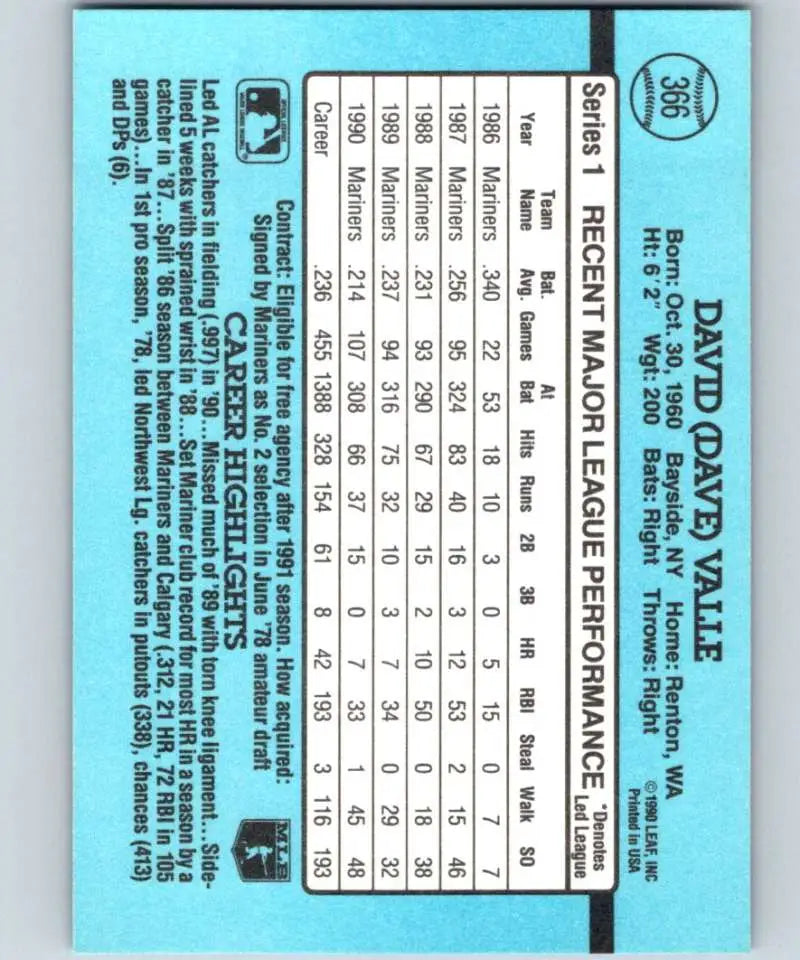 366
DAVID (DAVE) VALLE
Born: Oct. 30, 1960 Bayside, NY Home: Renton, WA
Ht: 6'2" Wgt: 200 Bats: Right Throws: Right
©1990 LEAF, INC
Printed in USA
Series 1 RECENT MAJOR LEAGUE PERFORMANCE *Denotes Led League
Year Team Name Bat. Avg. Games At Bat Hits Runs 2B 3B HR RBI Steal Walk SO
1986 Mariners .340 22 53 18 10 3 0 5 15 0 7 7
1987 Mariners .256 95 324 83 40 16 3 12 53 2 15 46
1988 Mariners .231 93 290 67 29 15 2 10 50 0 18 38
1989 Mariners .237 94 316 75 32 10 3 7 34 0 29 32
1990 Mariners .214 107 308 66 37 15 0 7 33 1 45 48
Career .236 455 1388 328 154 61 8 42 193 3 116 193
Contract: Eligible for free agency after 1991 season. How acquired:
Signed by Mariners as No. 2 selection in June '78 amateur draft
MLB
CAREER HIGHLIGHTS
Led AL catchers in fielding (.997) in '90...Missed much of '89 with torn knee ligament...Side-
lined 5 weeks with sprained wrist in '88...Set Mariner club record for most HR in a season by a
catcher in '87...Split '86 season between Mariners and Calgary (.312, 21 HR, 72 RBI in 105
games)...In 1st pro season, '78, led Northwest Lg. catchers in putouts (338), chances (413)
and DPs (6).